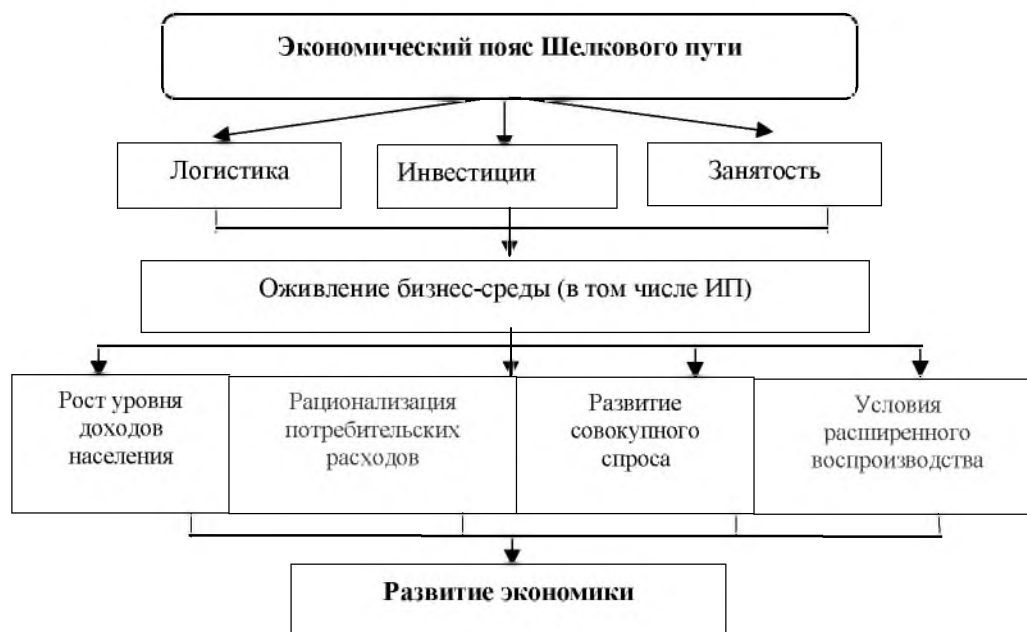 Экономический пояс Шелкового пути
Логистика
Инвестиции
Занятость
Оживление бизнес-среды (в том числе ИП)
Рост уровня
доходов
населения
Рационализация
потребительских
расходов
Развитие
совокупного
спроса
Условия
расширенного
воспроизводства
Развитие экономики